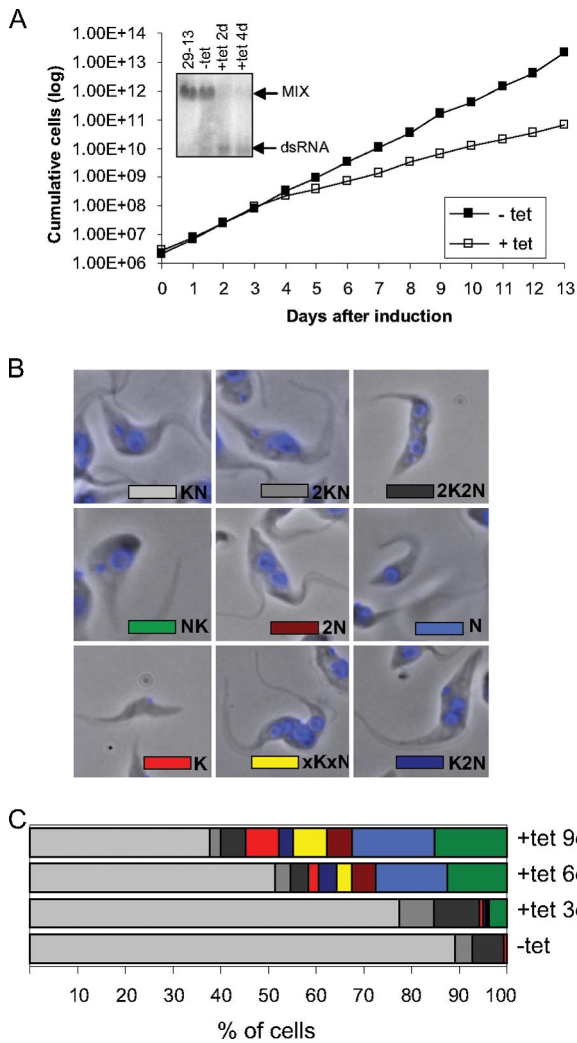 A
Cumulative cells (log)
1.00E+14
1.00E+13
1.00E+12
1.00E+11
1.00E+10
1.00E+09
1.00E+08
1.00E+07
1.00E+06
29-13
-tet
+tet 2d
+tet 4d
MIX
dsRNA
- tet
+ tet
0 1 2 3 4 5 6 7 8 9 10 11 12 13
Days after induction
B
KN 2KN 2K2N
NK 2N N
K xKxN K2N
C
+tet 9
+tet 6
+tet 3
-tet
10 20 30 40 50 60 70 80 90 100
% of cells